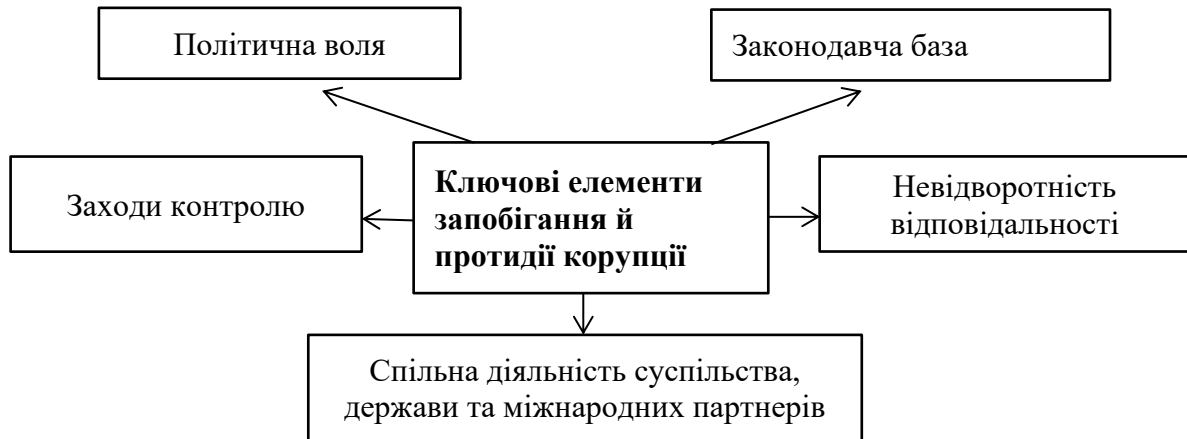 Політична воля
Законодавча база
Ключові елементи
запобігання й
протидії корупції
Заходи контролю
Невідворотність
відповідальності
Спільна діяльність суспільства,
держави та міжнародних партнерів